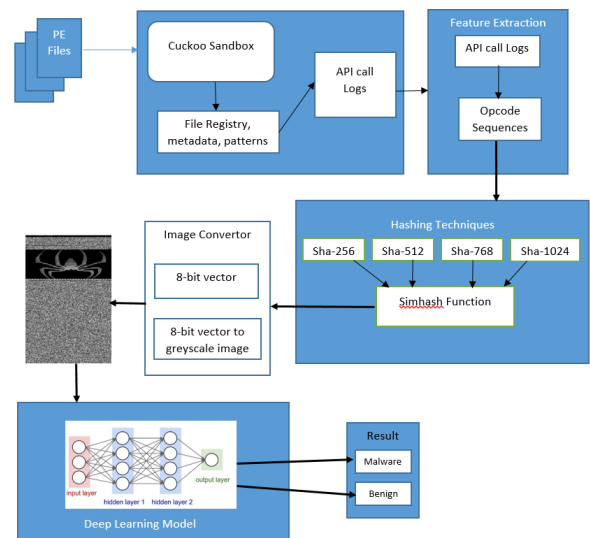 PE
Files
Cuckoo Sandbox
File Registry,
metadata, patterns
API call
Logs
Feature Extraction
API call Logs
Opcode
Sequences
Hashing Techniques
Sha-256
Sha-512
Sha-768
Sha-1024
Simhash Function
Image Convertor
8-bit vector
8-bit vector to
greyscale image
input layer
hidden layer 1
hidden layer 2
output layer
Deep Learning Model
Result
Malware
Benign